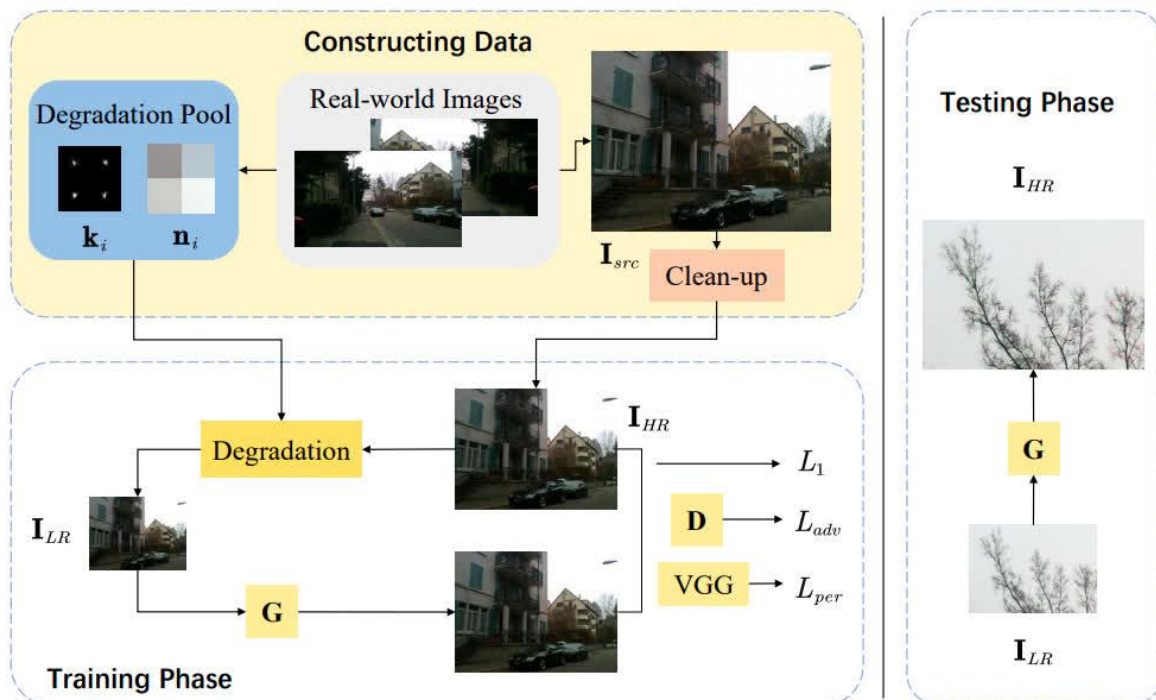 Constructing Data
Degradation Pool
Real-world Images
k_i
n_i
I_src
Clean-up
Degradation
I_HR
I_LR
G
L_1
D
L_adv
VGG
L_per
Training Phase
Testing Phase
I_HR
G
I_LR